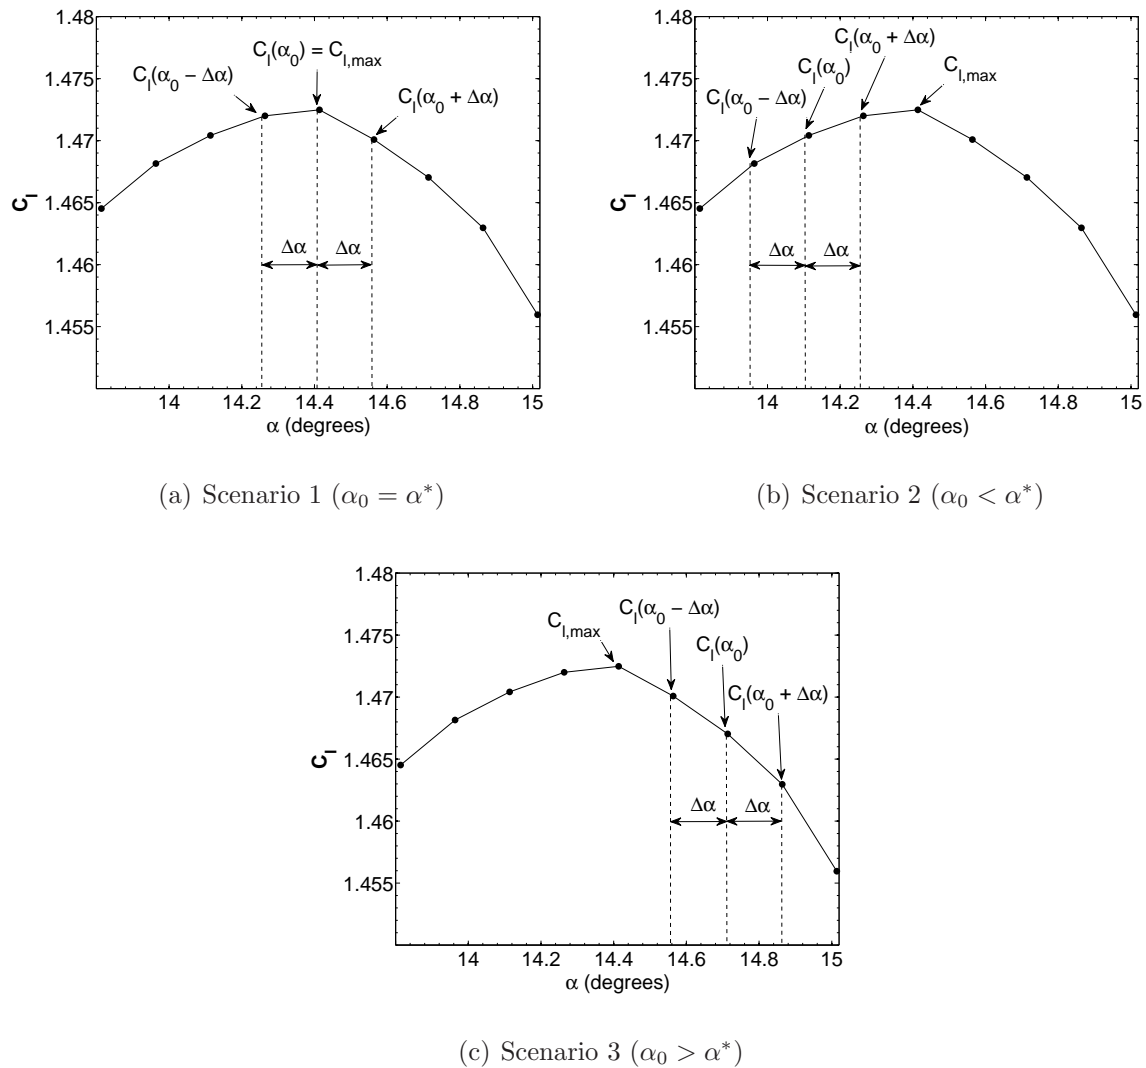 1.48
1.475
1.47
1.465
1.46
1.455
C_l
C_l(α_0 − Δα)
C_l(α_0) = C_l,max
C_l(α_0 + Δα)
Δα Δα
14 14.2 14.4 14.6 14.8 15
α (degrees)
(a) Scenario 1 (α_0 = α*)
1.48
1.475
1.47
1.465
1.46
1.455
C_l
C_l(α_0 + Δα)
C_l(α_0)
C_l,max
C_l(α_0 − Δα)
Δα Δα
14 14.2 14.4 14.6 14.8 15
α (degrees)
(b) Scenario 2 (α_0 < α*)
1.48
1.475
1.47
1.465
1.46
1.455
C_l
C_l,max
C_l(α_0 − Δα)
C_l(α_0)
C_l(α_0 + Δα)
Δα Δα
14 14.2 14.4 14.6 14.8 15
α (degrees)
(c) Scenario 3 (α_0 > α*)